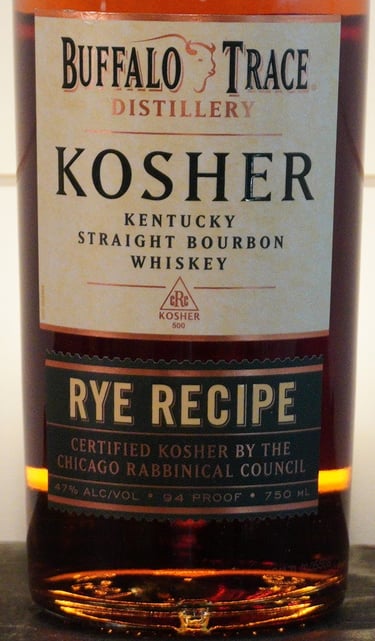 BUFFALO TRACE
DISTILLERY
KOSHER
KENTUCKY
STRAIGHT BOURBON
WHISKEY
cRc
KOSHER
500
RYE RECIPE
CERTIFIED KOSHER BY THE
CHICAGO RABBINICAL COUNCIL
47% ALC/VOL • 94 PROOF • 750 ML